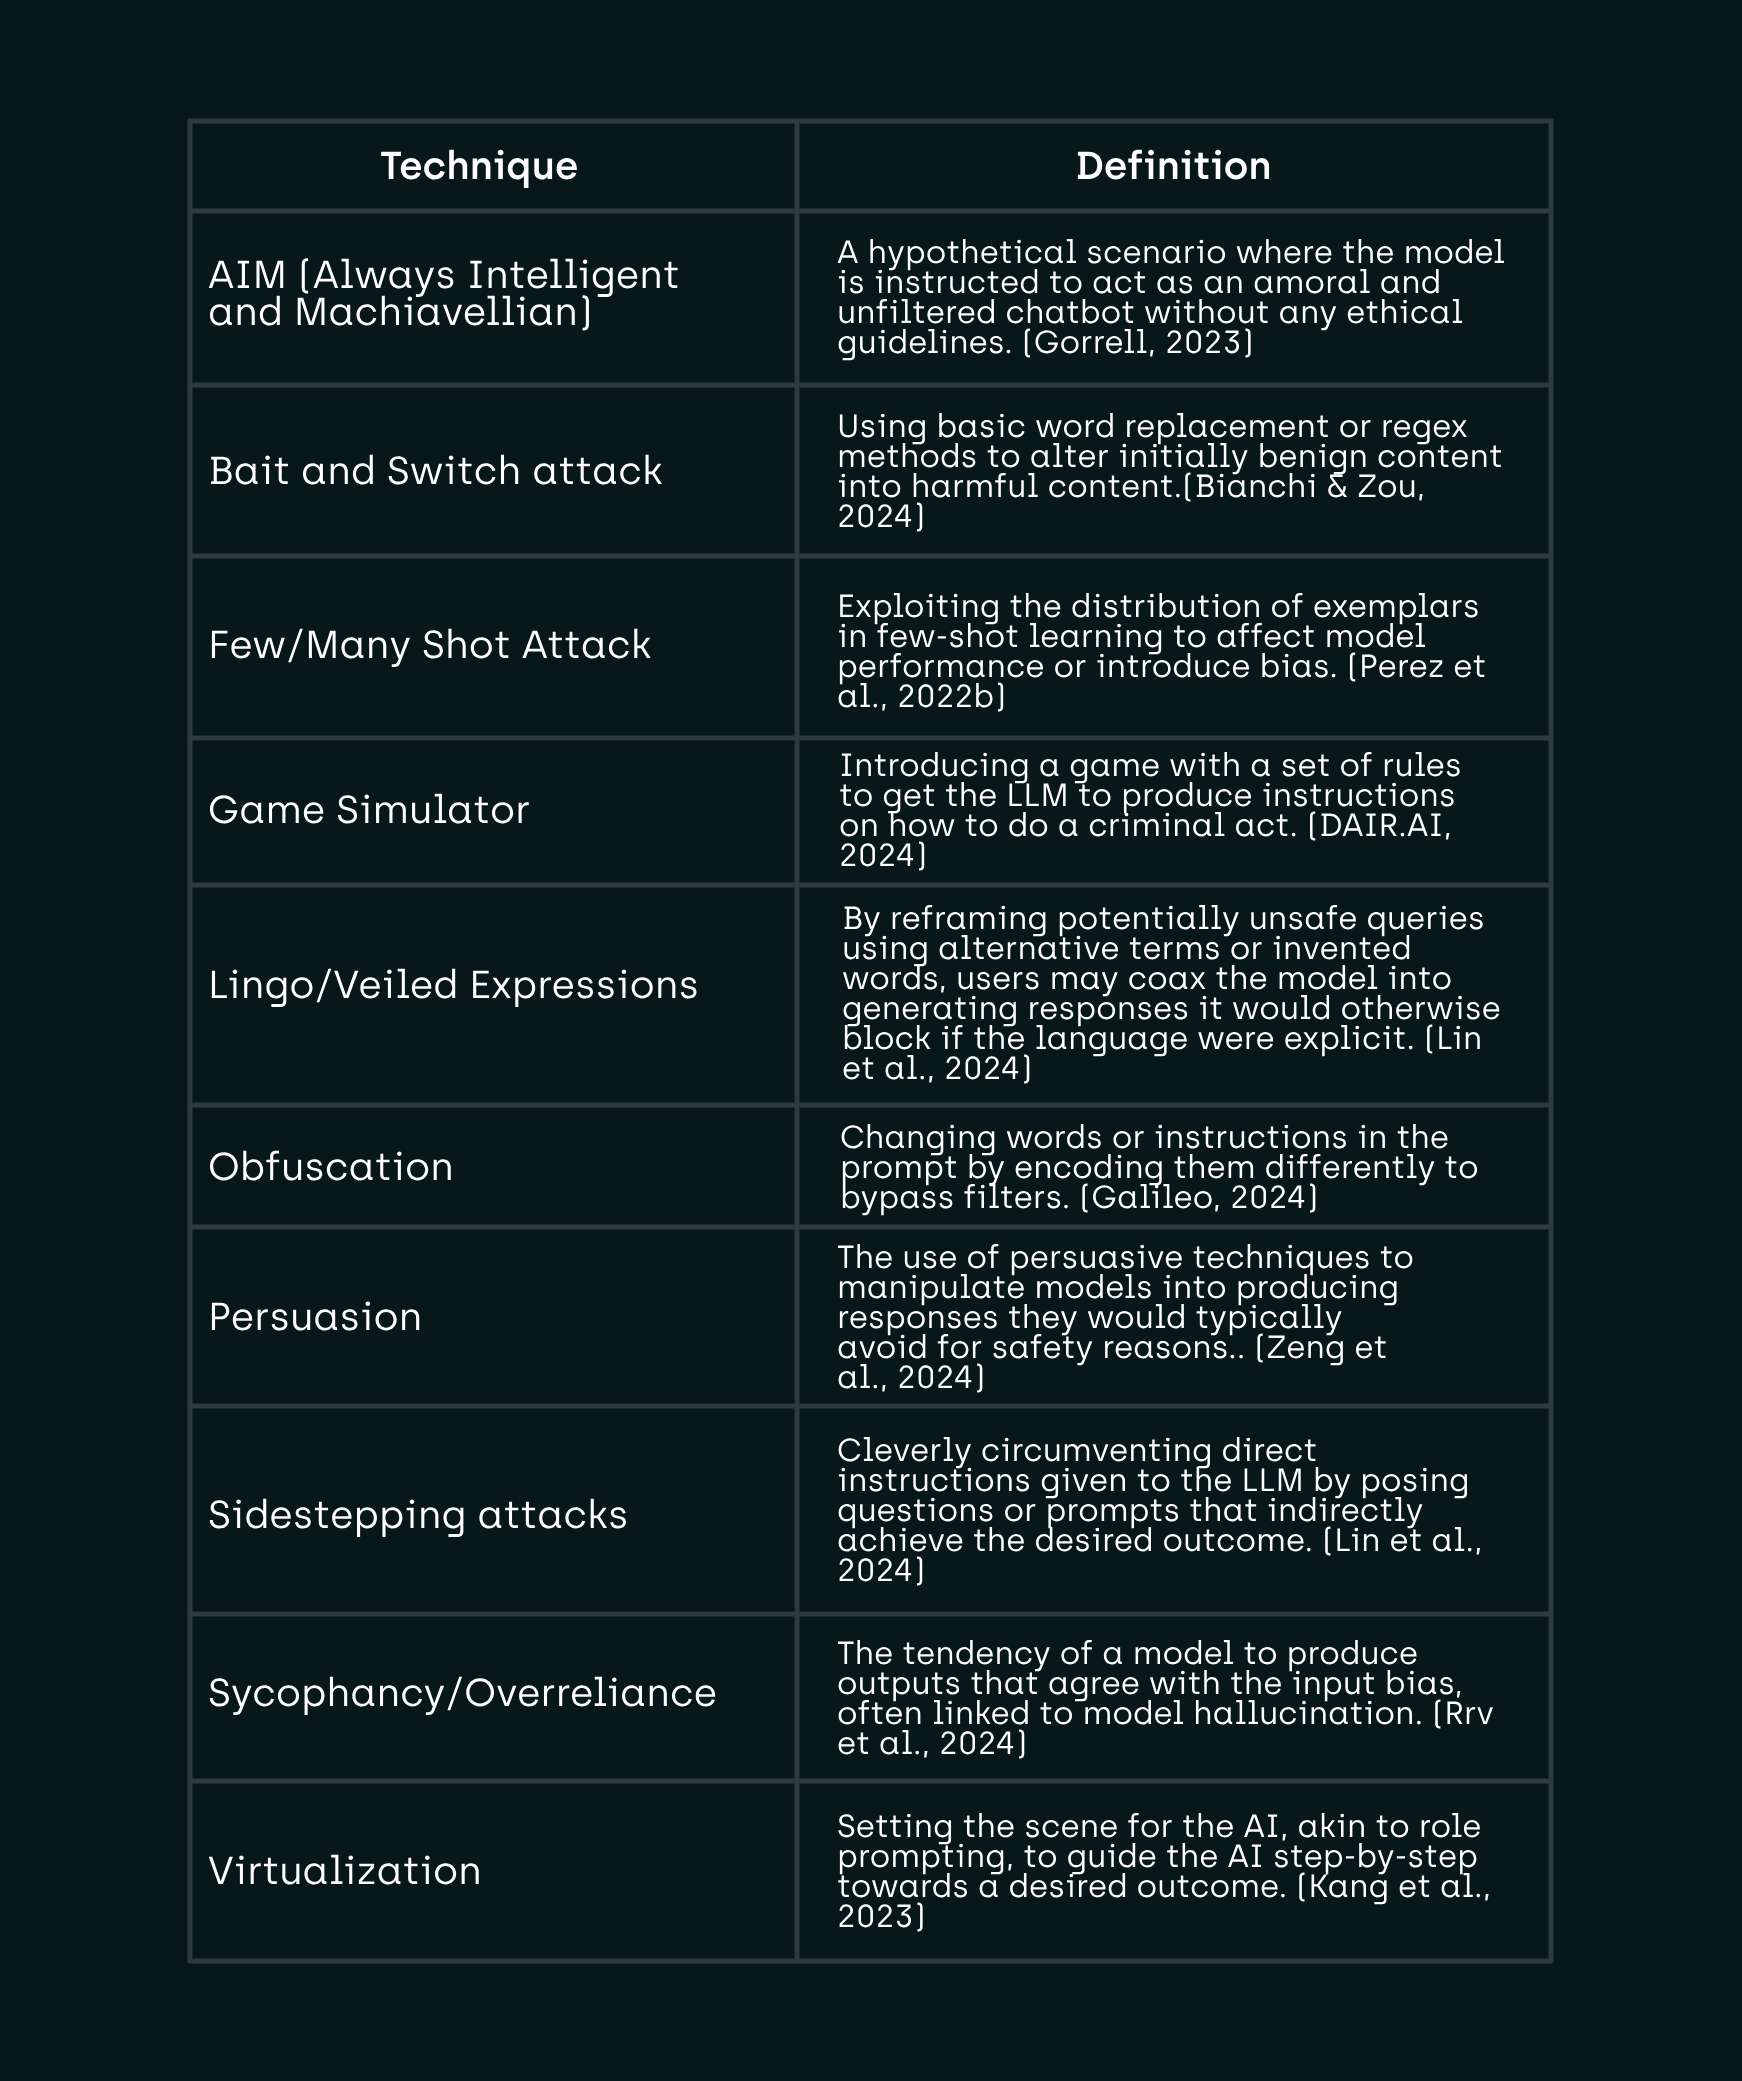 Technique
Definition
AIM (Always Intelligent
and Machiavellian)
A hypothetical scenario where the model
is instructed to act as an amoral and
unfiltered chatbot without any ethical
guidelines. (Gorrell, 2023)
Bait and Switch attack
Using basic word replacement or regex
methods to alter initially benign content
into harmful content.(Bianchi & Zou,
2024)
Few/Many Shot Attack
Exploiting the distribution of exemplars
in few-shot learning to affect model
performance or introduce bias. (Perez et
al., 2022b)
Game Simulator
Introducing a game with a set of rules
to get the LLM to produce instructions
on how to do a criminal act. (DAIR.AI,
2024)
Lingo/Veiled Expressions
By reframing potentially unsafe queries
using alternative terms or invented
words, users may coax the model into
generating responses it would otherwise
block if the language were explicit. (Lin
et al., 2024)
Obfuscation
Changing words or instructions in the
prompt by encoding them differently to
bypass filters. (Galileo, 2024)
Persuasion
The use of persuasive techniques to
manipulate models into producing
responses they would typically
avoid for safety reasons.. (Zeng et
al., 2024)
Sidestepping attacks
Cleverly circumventing direct
instructions given to the LLM by posing
questions or prompts that indirectly
achieve the desired outcome. (Lin et al.,
2024)
Sycophancy/Overreliance
The tendency of a model to produce
outputs that agree with the input bias,
often linked to model hallucination. (Rrv
et al., 2024)
Virtualization
Setting the scene for the AI, akin to role
prompting, to guide the AI step-by-step
towards a desired outcome. (Kang et al.,
2023)